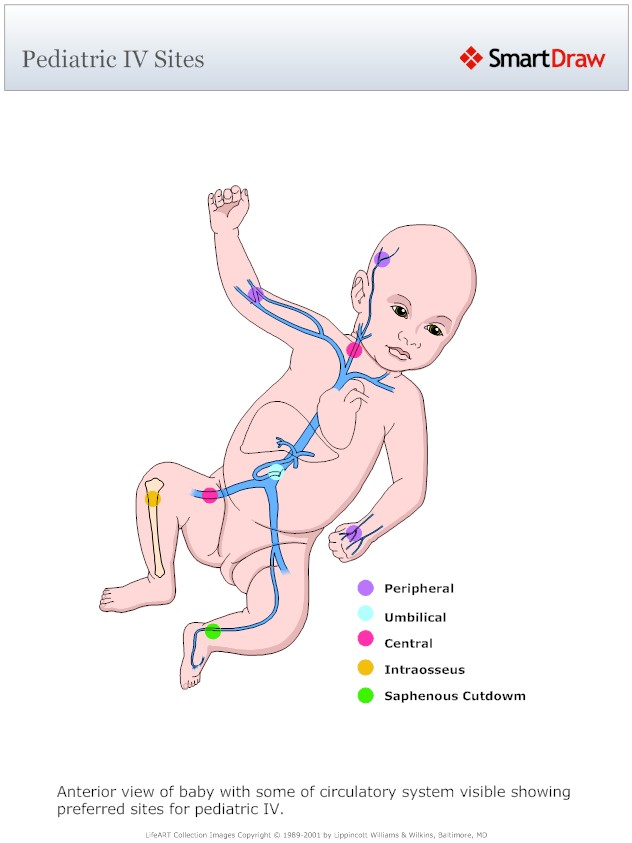 Pediatric IV Sites
SmartDraw
Peripheral
Umbilical
Central
Intraosseus
Saphenous Cutdowm
Anterior view of baby with some of circulatory system visible showing
preferred sites for pediatric IV.
LifeART Collection Images Copyright © 1989-2001 by Lippincott Williams & Wilkins, Baltimore, MD